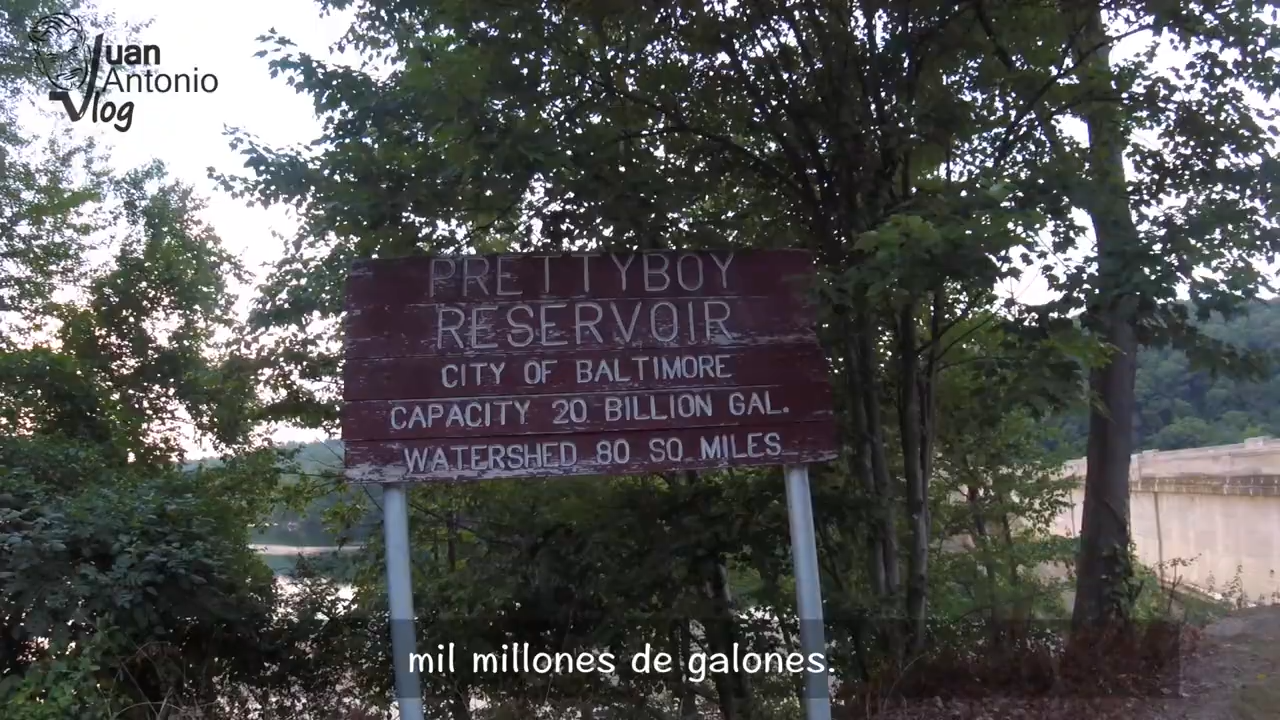 Juan
Antonio
Vlog
PRETTYBOY
RESERVOIR
CITY OF BALTIMORE
CAPACITY 20 BILLION GAL.
WATERSHED 80 SQ MILES
mil millones de galones.